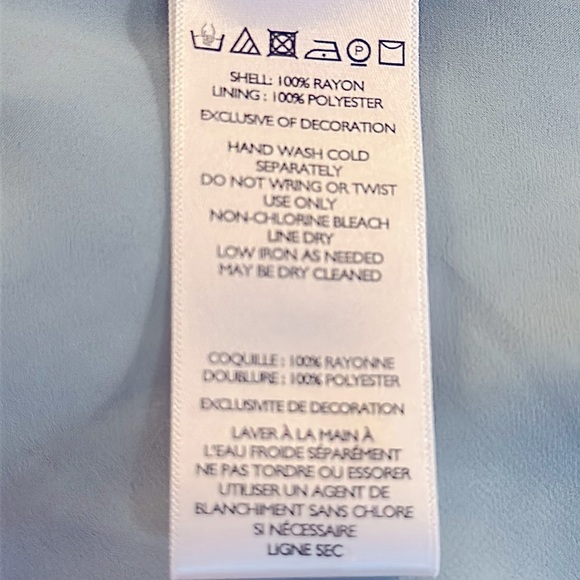 P
SHELL: 100% RAYON
LINING: 100% POLYESTER
EXCLUSIVE OF DECORATION
HAND WASH COLD
SEPARATELY
DO NOT WRING OR TWIST
USE ONLY
NON-CHLORINE BLEACH
LINE DRY
LOW IRON AS NEEDED
MAY BE DRY CLEANED
COQUILLE: 100% RAYONNE
DOUBLURE: 100% POLYESTER
EXCLUSIVITE DE DECORATION
LAVER À LA MAIN À
L'EAU FROIDE SÉPARÉMENT
NE PAS TORDRE OU ESSORER
UTILISER UN AGENT DE
BLANCHIMENT SANS CHLORE
SI NÉCESSAIRE
LIGNE SEC